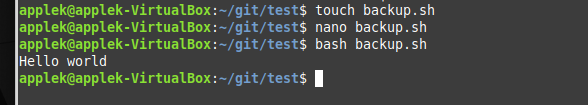 applek@applek-VirtualBox:~/git/test$ touch backup.sh
applek@applek-VirtualBox:~/git/test$ nano backup.sh
applek@applek-VirtualBox:~/git/test$ bash backup.sh
Hello world
applek@applek-VirtualBox:~/git/test$